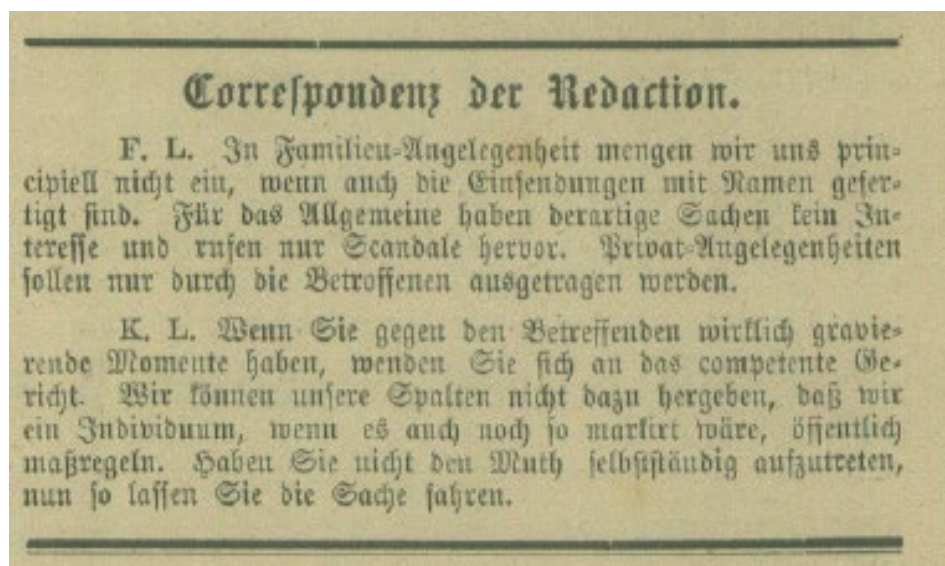 Correspondenz der Redaction.
F. L. In Familien-Angelegenheit mengen wir uns prin-
cipiell nicht ein, wenn auch die Einsendungen mit Namen gefer-
tigt sind. Für das Allgemeine haben derartige Sachen kein In-
teresse und rufen nur Scandale hervor. Privat-Angelegenheiten
sollen nur durch die Betroffenen ausgetragen werden.
K. L. Wenn Sie gegen den Betreffenden wirklich gravie-
rende Momente haben, wenden Sie sich an das competente Ge-
richt. Wir können unsere Spalten nicht dazu hergeben, daß wir
ein Individuum, wenn es auch noch so markirt wäre, öffentlich
maßregeln. Haben Sie nicht den Muth selbstständig aufzutreten,
nun so lassen Sie die Sache fahren.